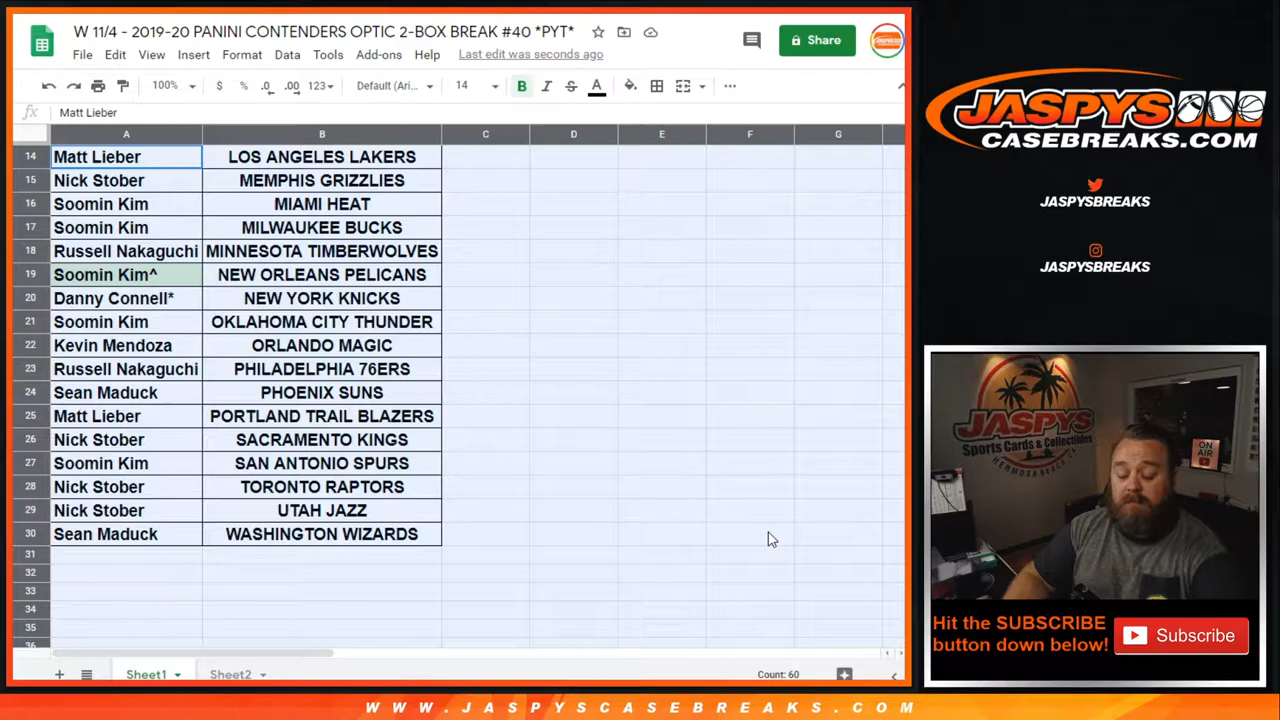 W 11/4 - 2019-20 PANINI CONTENDERS OPTIC 2-BOX BREAK #40 *PYT*
File Edit View Insert Format Data Tools Add-ons Help Last edit was seconds ago
Share
100% $ % .0 .00 123 Default (Ari... 14 B I S A
fx Matt Lieber
A B C D E F G
14 Matt Lieber LOS ANGELES LAKERS
15 Nick Stober MEMPHIS GRIZZLIES
16 Soomin Kim MIAMI HEAT
17 Soomin Kim MILWAUKEE BUCKS
18 Russell Nakaguchi MINNESOTA TIMBERWOLVES
19 Soomin Kim^ NEW ORLEANS PELICANS
20 Danny Connell* NEW YORK KNICKS
21 Soomin Kim OKLAHOMA CITY THUNDER
22 Kevin Mendoza ORLANDO MAGIC
23 Russell Nakaguchi PHILADELPHIA 76ERS
24 Sean Maduck PHOENIX SUNS
25 Matt Lieber PORTLAND TRAIL BLAZERS
26 Nick Stober SACRAMENTO KINGS
27 Soomin Kim SAN ANTONIO SPURS
28 Nick Stober TORONTO RAPTORS
29 Nick Stober UTAH JAZZ
30 Sean Maduck WASHINGTON WIZARDS
31
32
33
34
35
36
Sheet1 Sheet2 Count: 60
JASPYS
CASEBREAKS.COM
JASPYSBREAKS
JASPYSBREAKS
JASPYS
Sports Cards & Collectibles
HERMOSA BEACH, CA
ON AIR
Hit the SUBSCRIBE
button down below!
Subscribe
WWW.JASPYSCASEBREAKS.COM